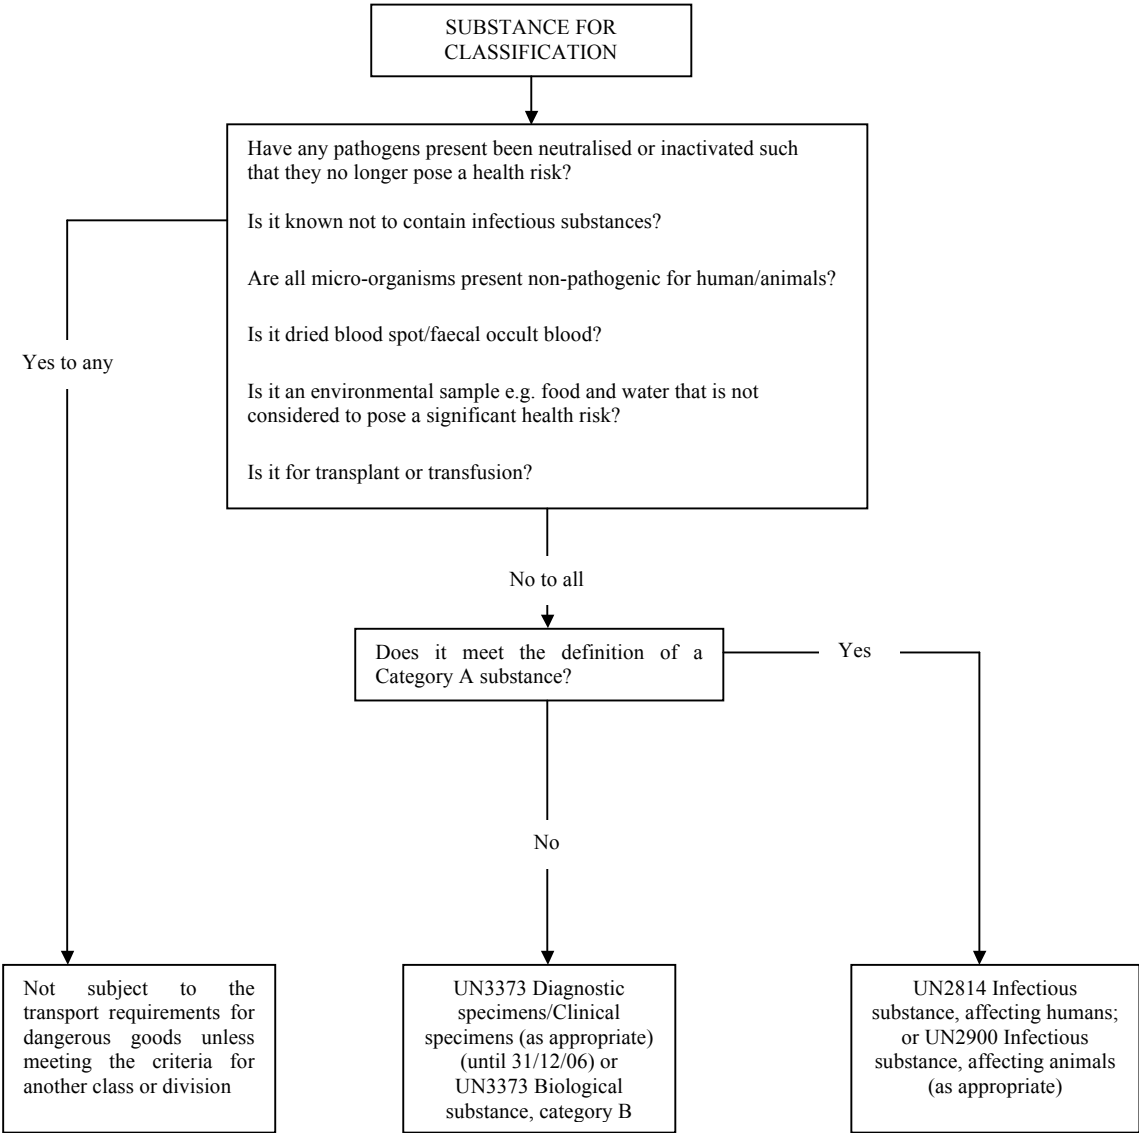 SUBSTANCE FOR
CLASSIFICATION
Have any pathogens present been neutralised or inactivated such
that they no longer pose a health risk?
Is it known not to contain infectious substances?
Are all micro-organisms present non-pathogenic for human/animals?
Is it dried blood spot/faecal occult blood?
Yes to any
Is it an environmental sample e.g. food and water that is not
considered to pose a significant health risk?
Is it for transplant or transfusion?
No to all
Does it meet the definition of a
Category A substance?
Yes
No
Not subject to the
transport requirements for
dangerous goods unless
meeting the criteria for
another class or division
UN3373 Diagnostic
specimens/Clinical
specimens (as appropriate)
(until 31/12/06) or
UN3373 Biological
substance, category B
UN2814 Infectious
substance, affecting humans;
or UN2900 Infectious
substance, affecting animals
(as appropriate)